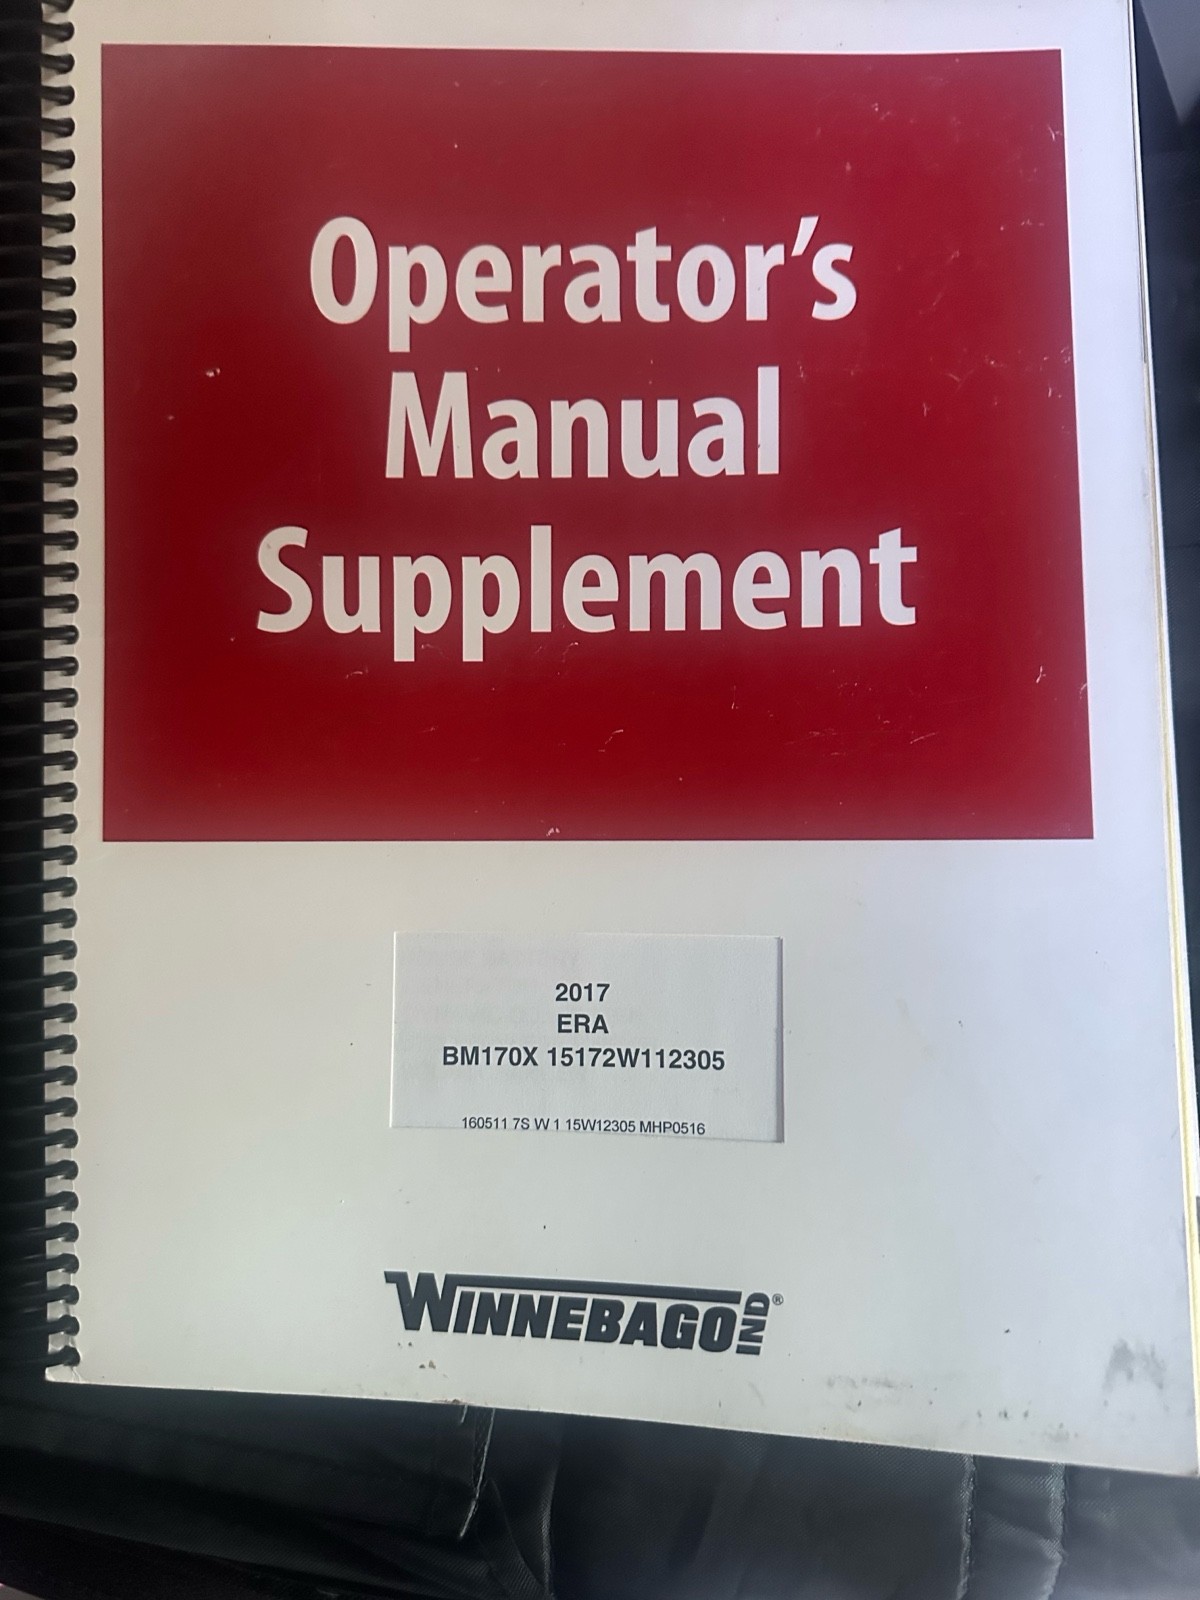 Operator's
Manual
Supplement
2017
ERA
BM170X 15172W112305
160511 7S W 1 15W12305 MHP0516
WINNEBAGO IND®